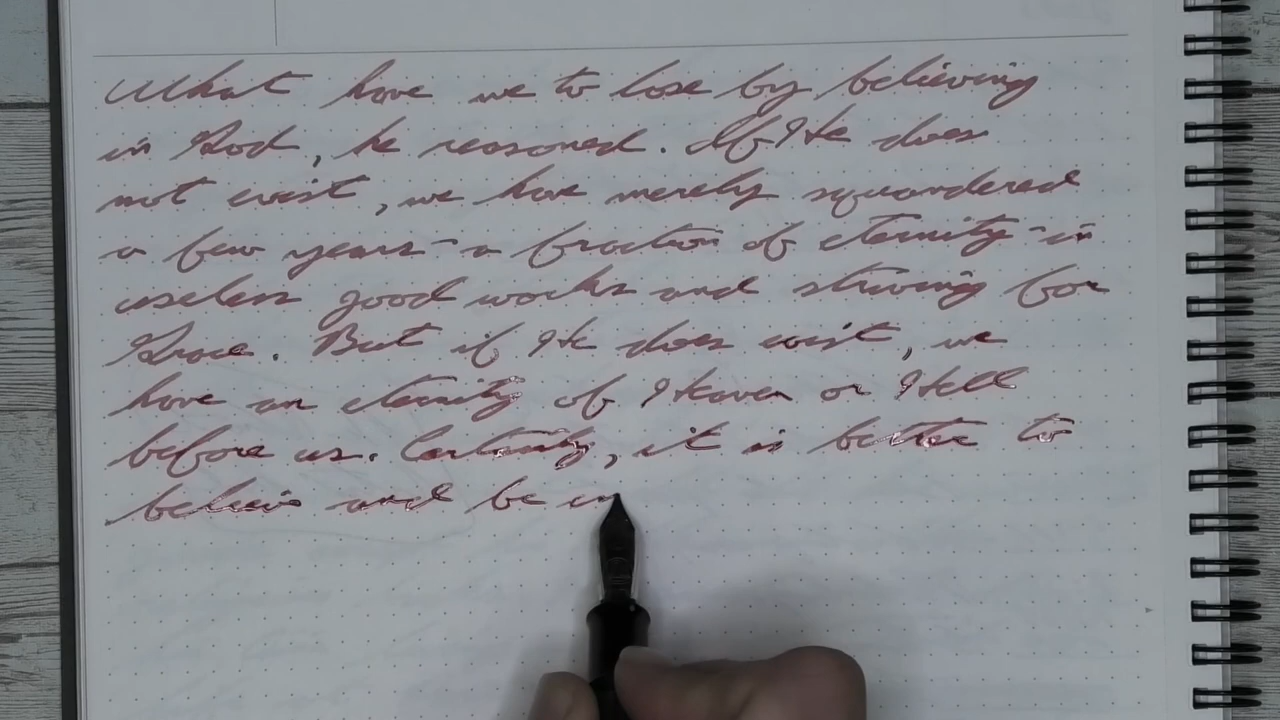 What have we to lose by believing
in God, he reasoned. If He does
not exist, we have merely squandered
a few years - a fraction of eternity - in
useless good works and striving for
Grace. But if He does exist, we
have an eternity of Heaven or Hell
before us. Certainly, it is better to
believe and be